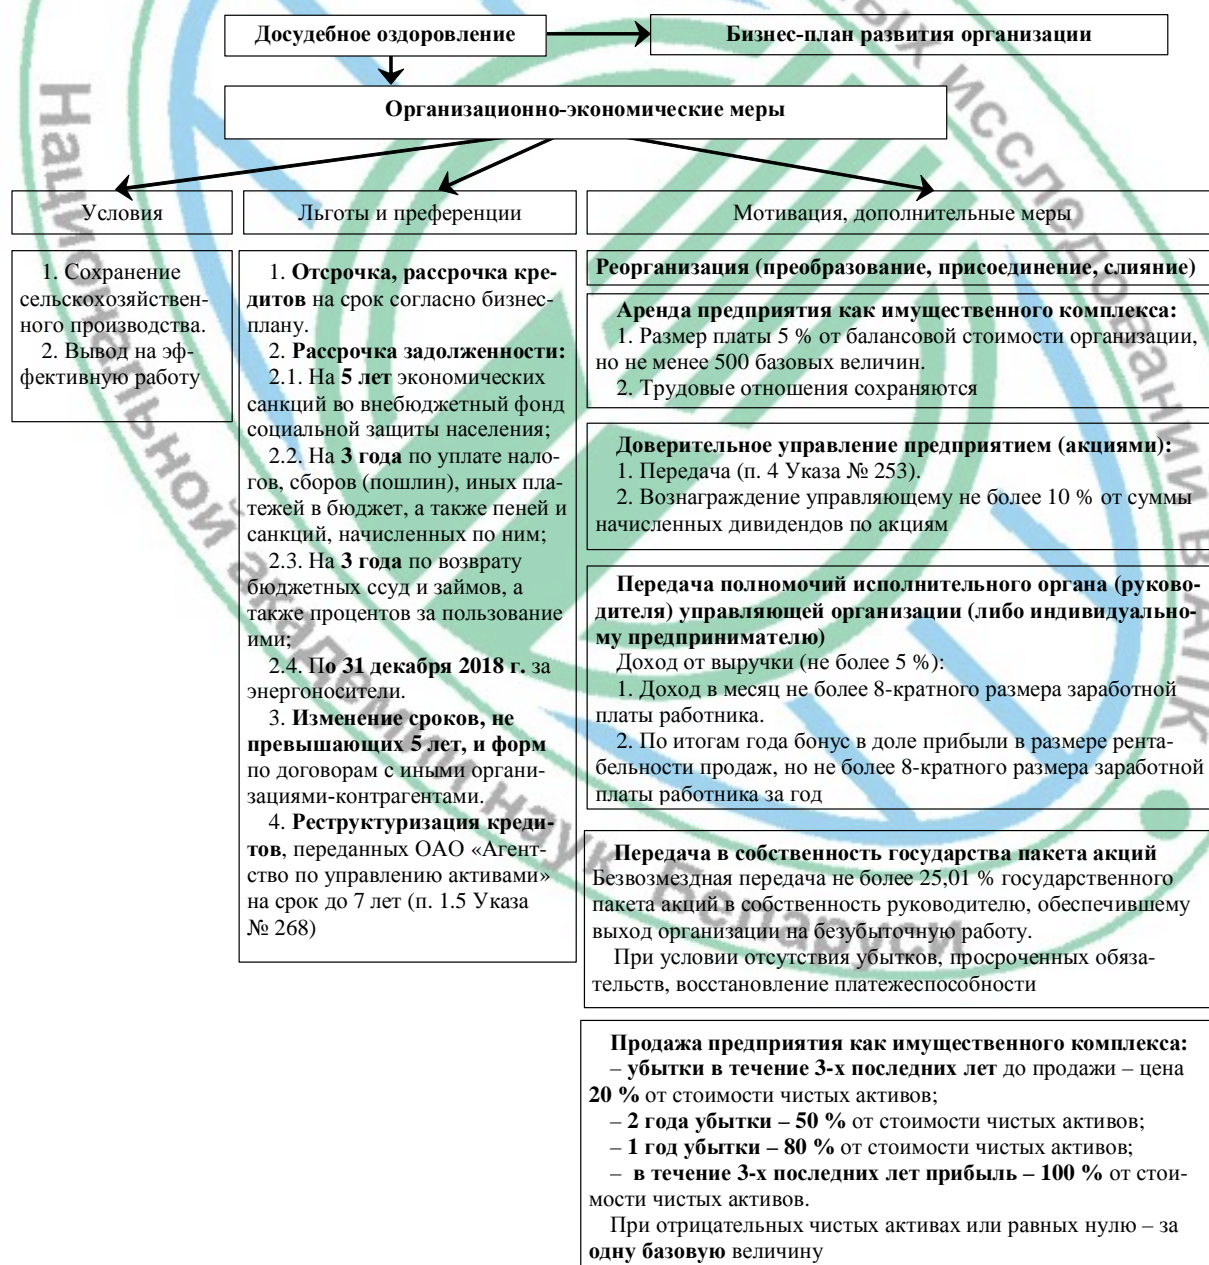 Досудебное оздоровление
Бизнес-план развития организации
Организационно-экономические меры
Условия
Льготы и преференции
Мотивация, дополнительные меры
1. Сохранение
сельскохозяйствен-
ного производства.
2. Вывод на эф-
фективную работу
1. Отсрочка, рассрочка кре-
дитов на срок согласно бизнес-
плану.
2. Рассрочка задолженности:
2.1. На 5 лет экономических
санкций во внебюджетный фонд
социальной защиты населения;
2.2. На 3 года по уплате нало-
гов, сборов (пошлин), иных пла-
тежей в бюджет, а также пеней и
санкций, начисленных по ним;
2.3. На 3 года по возврату
бюджетных ссуд и займов, а
также процентов за пользование
ими;
2.4. По 31 декабря 2018 г. за
энергоносители.
3. Изменение сроков, не
превышающих 5 лет, и форм
по договорам с иными органи-
зациями-контрагентами.
4. Реструктуризация креди-
тов, переданных ОАО «Агент-
ство по управлению активами»
на срок до 7 лет (п. 1.5 Указа
№ 268)
Реорганизация (преобразование, присоединение, слияние)
Аренда предприятия как имущественного комплекса:
1. Размер платы 5 % от балансовой стоимости организации,
но не менее 500 базовых величин.
2. Трудовые отношения сохраняются
Доверительное управление предприятием (акциями):
1. Передача (п. 4 Указа № 253).
2. Вознаграждение управляющему не более 10 % от суммы
начисленных дивидендов по акциям
Передача полномочий исполнительного органа (руково-
дителя) управляющей организации (либо индивидуально-
му предпринимателю)
Доход от выручки (не более 5 %):
1. Доход в месяц не более 8-кратного размера заработной
платы работника.
2. По итогам года бонус в доле прибыли в размере рента-
бельности продаж, но не более 8-кратного размера заработной
платы работника за год
Передача в собственность государства пакета акций
Безвозмездная передача не более 25,01 % государственного
пакета акций в собственность руководителю, обеспечившему
выход организации на безубыточную работу.
При условии отсутствия убытков, просроченных обяза-
тельств, восстановление платежеспособности
Продажа предприятия как имущественного комплекса:
– убытки в течение 3-х последних лет до продажи – цена
20 % от стоимости чистых активов;
– 2 года убытки – 50 % от стоимости чистых активов;
– 1 год убытки – 80 % от стоимости чистых активов;
– в течение 3-х последних лет прибыль – 100 % от стои-
мости чистых активов.
При отрицательных чистых активах или равных нулю – за
одну базовую величину
Национальной академии наук Беларуси
исследований в АПК